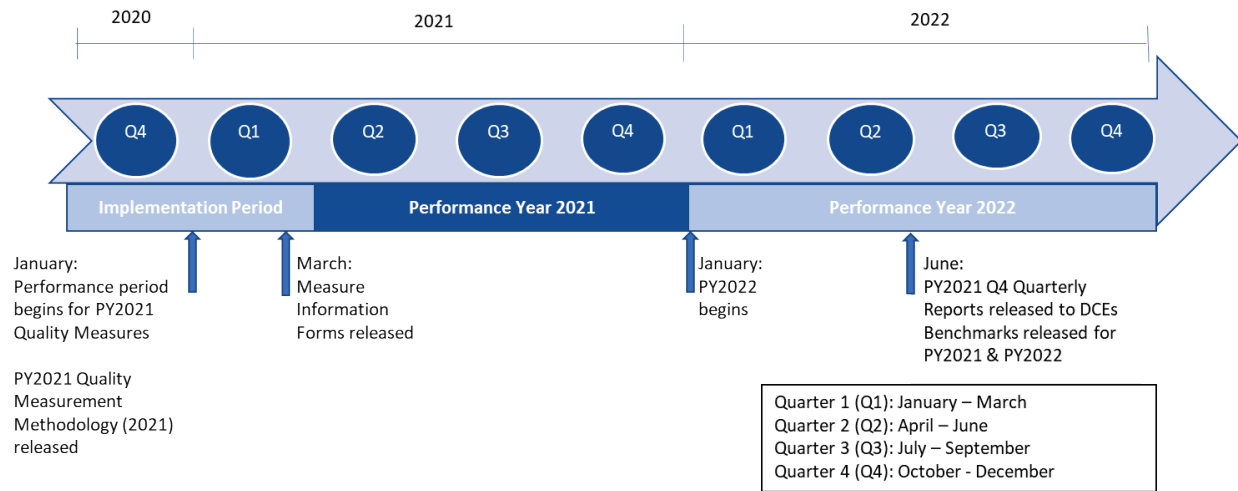 2020
2021
2022
Q4
Q1
Q2
Q3
Q4
Q1
Q2
Q3
Q4
Implementation Period
Performance Year 2021
Performance Year 2022
January:
Performance period
begins for PY2021
Quality Measures
PY2021 Quality
Measurement
Methodology (2021)
released
March:
Measure
Information
Forms released
January:
PY2022
begins
June:
PY2021 Q4 Quarterly
Reports released to DCEs
Benchmarks released for
PY2021 & PY2022
Quarter 1 (Q1): January – March
Quarter 2 (Q2): April – June
Quarter 3 (Q3): July – September
Quarter 4 (Q4): October - December